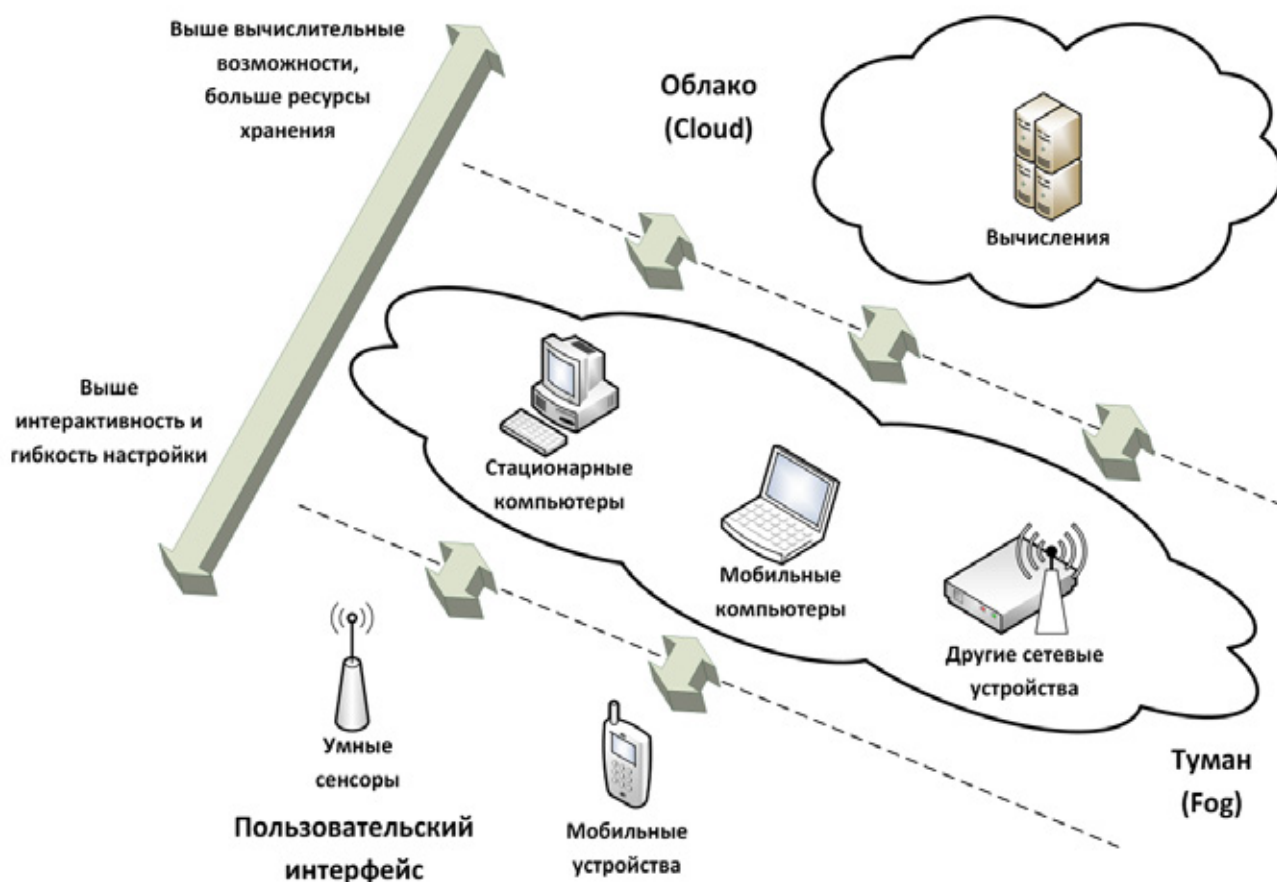 Выше вычислительные
возможности,
больше ресурсы
хранения
Облако
(Cloud)
Вычисления
Выше
интерактивность и
гибкость настройки
Стационарные
компьютеры
Мобильные
компьютеры
Другие сетевые
устройства
Умные
сенсоры
Пользовательский
интерфейс
Мобильные
устройства
Туман
(Fog)